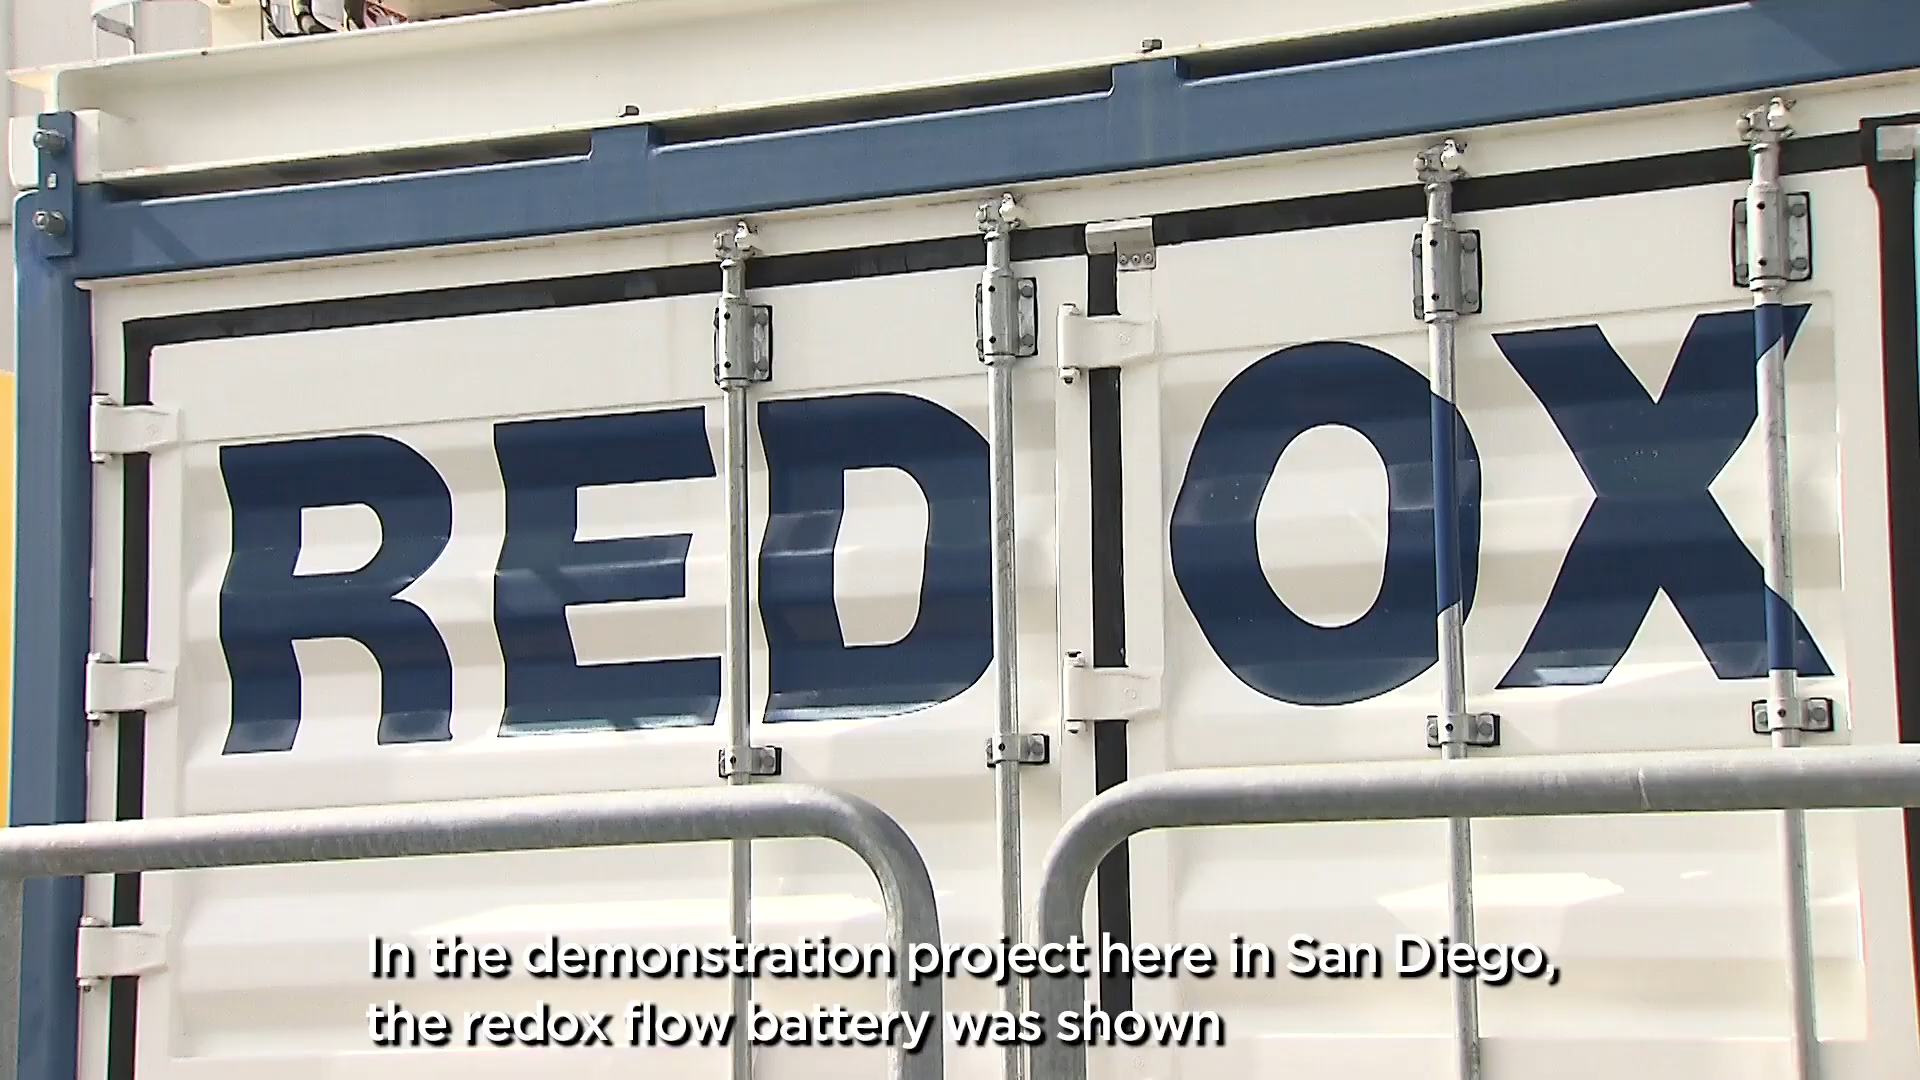 REDOX
In the demonstration project here in San Diego,
the redox flow battery was shown